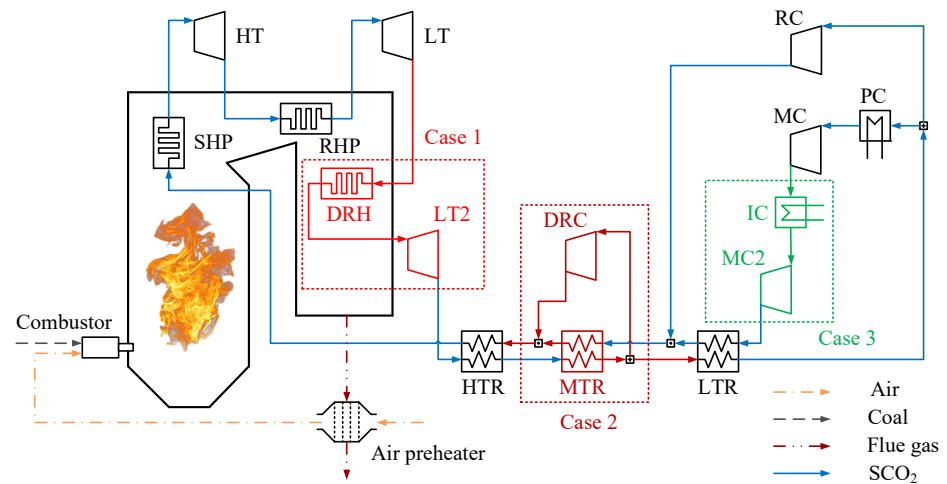 HT
LT
RC
PC
MC
SHP
RHP
Case 1
DRH
LT2
DRC
IC
MC2
Combustor
Case 3
HTR
MTR
LTR
Case 2
Air
Coal
Air preheater
Flue gas
SCO₂